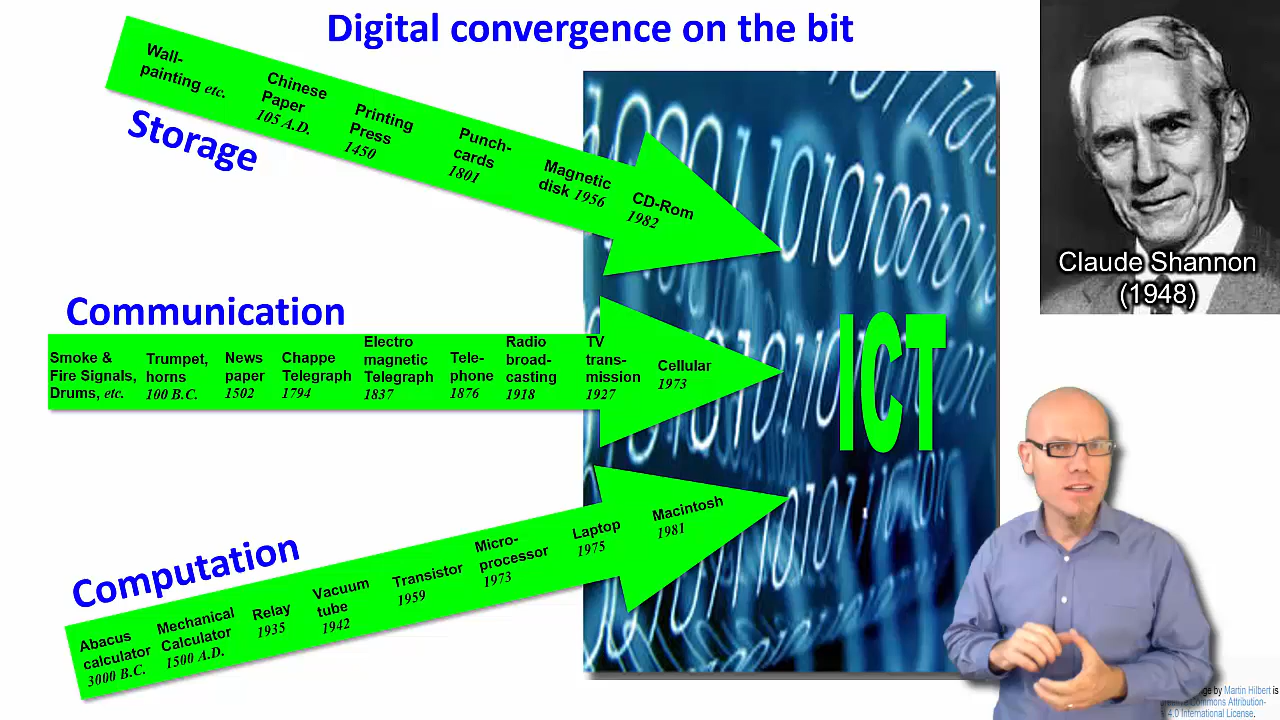 Digital convergence on the bit
Wall-
painting etc.
Chinese
Paper
105 A.D.
Printing
Press
1450
Punch-
cards
1801
Magnetic
disk 1956
CD-Rom
1982
Storage
Claude Shannon
(1948)
Communication
Smoke &
Fire Signals,
Drums, etc.
Trumpet,
horns
100 B.C.
News
paper
1502
Chappe
Telegraph
1794
Electro
magnetic
Telegraph
1837
Tele-
phone
1876
Radio
broad-
casting
1918
TV
trans-
mission
1927
Cellular
1973
ICT
Computation
Abacus
calculator
3000 B.C.
Mechanical
Calculator
1500 A.D.
Relay
1935
Vacuum
tube
1942
Transistor
1959
Micro-
processor
1973
Laptop
1975
Macintosh
1981
by Martin Hilbert is
Commons Attribution-
4.0 International License.